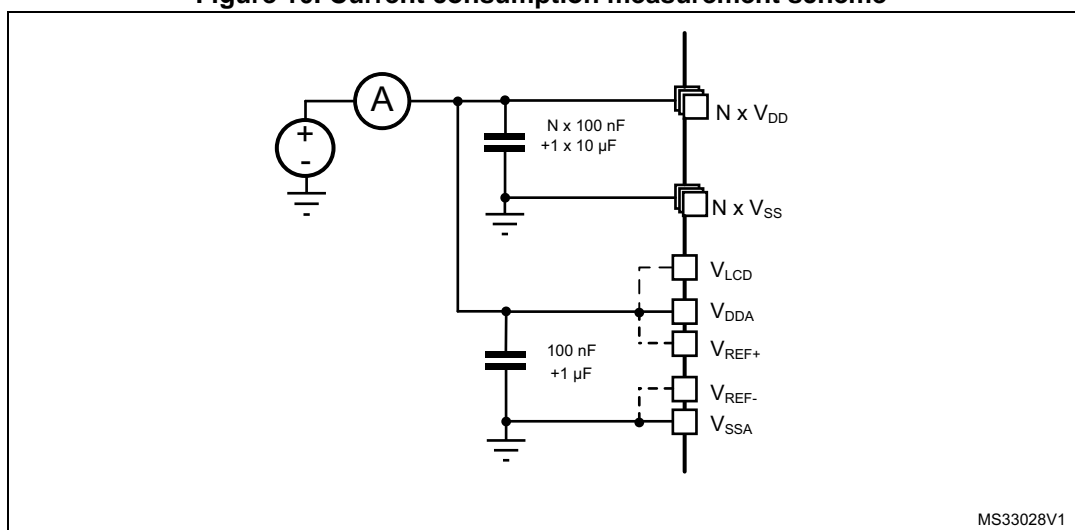 Figure Current consumption measurement scheme
A
+
-
N x 100 nF
+1 x 10 µF
N x VDD
N x VSS
VLCD
VDDA
VREF+
100 nF
+1 µF
VREF-
VSSA
MS33028V1